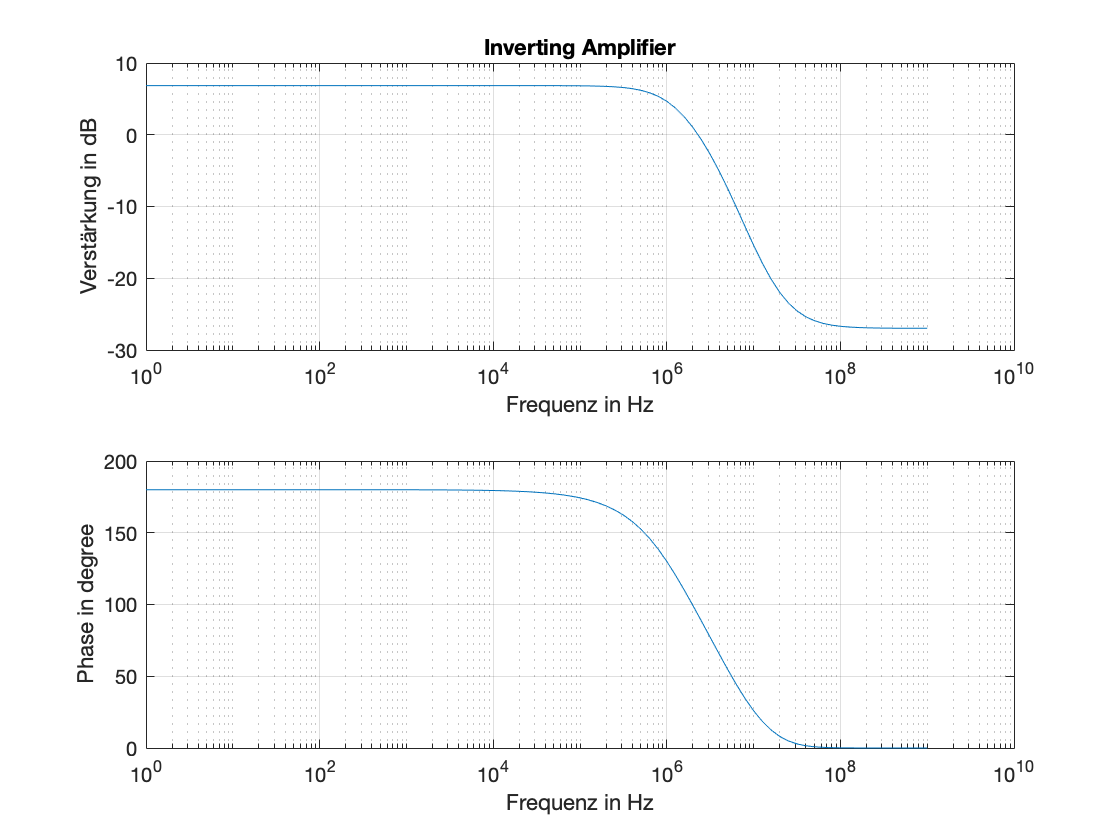 Inverting Amplifier
Verstärkung in dB
10
0
-10
-20
-30
10^0 10^2 10^4 10^6 10^8 10^10
Frequenz in Hz
Phase in degree
200
150
100
50
0
10^0 10^2 10^4 10^6 10^8 10^10
Frequenz in Hz